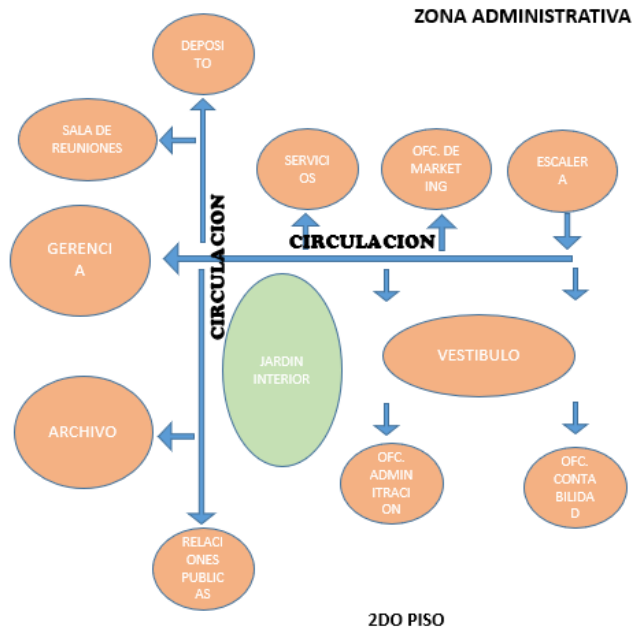 ZONA ADMINISTRATIVA
DEPOSI
TO
SALA DE
REUNIONES
SERVICI
OS
OFC. DE
MARKET
ING
ESCALER
A
CIRCULACION
CIRCULACION
GERENCI
A
JARDIN
INTERIOR
VESTIBULO
ARCHIVO
OFC.
ADMIN
ITRACI
ON
OFC.
CONTA
BILIDA
D
RELACI
ONES
PUBLIC
AS
2DO PISO